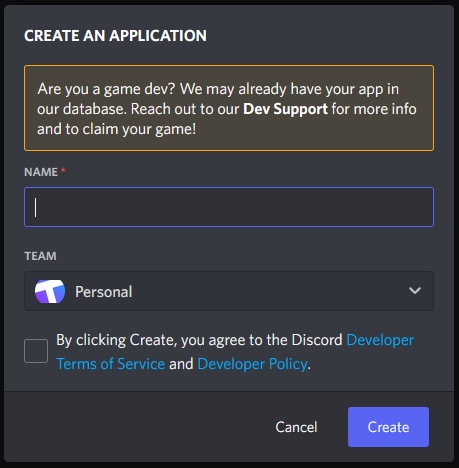 CREATE AN APPLICATION
Are you a game dev? We may already have your app in
our database. Reach out to our Dev Support for more info
and to claim your game!
NAME *
TEAM
Personal
By clicking Create, you agree to the Discord Developer
Terms of Service and Developer Policy.
Cancel Create